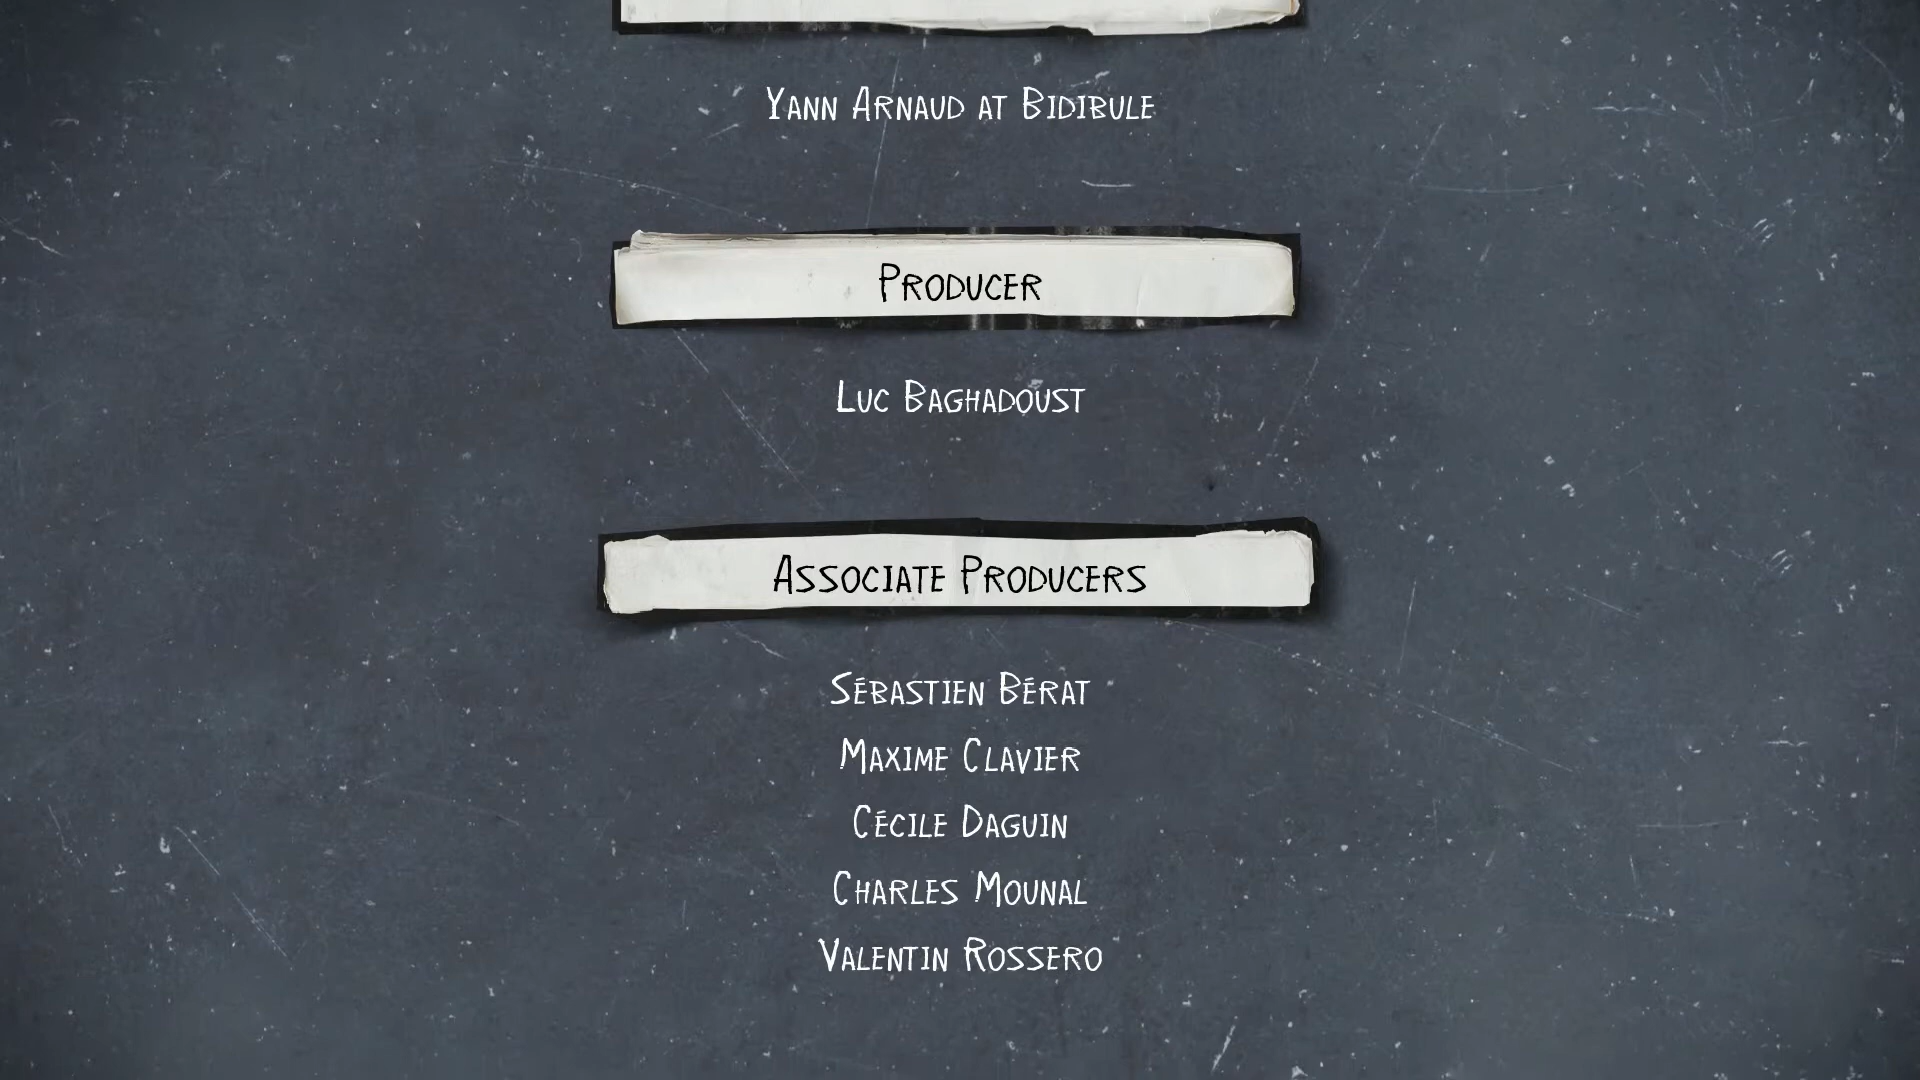 Yann Arnaud at Bidibule
Producer
Luc Baghadoust
Associate Producers
Sébastien Bérat
Maxime Clavier
Cécile Daguin
Charles Mounal
Valentin Rossero